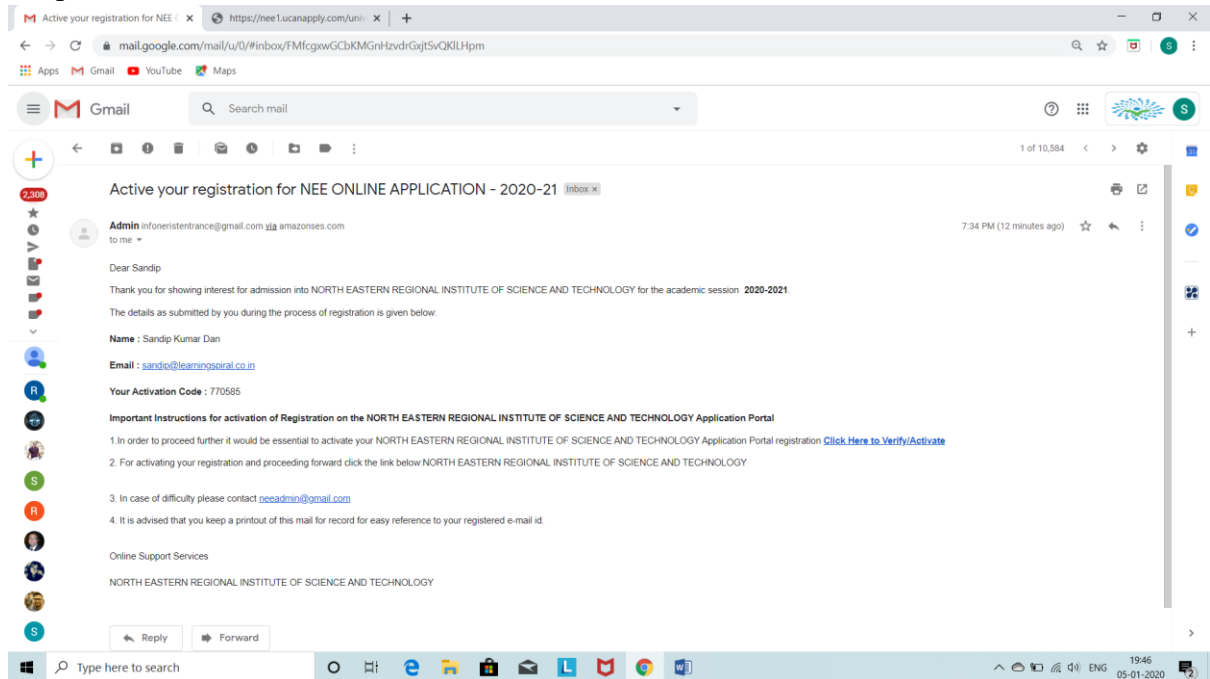 Active your registration for NEE
https://nee1.ucanapply.com/univ
mail.google.com/mail/u/0/#inbox/FMfcgxwGCbKMGnHzvdrGxjtSvQKlLHpm
S
Apps Gmail YouTube Maps
Gmail Search mail
S
1 of 10,584
Active your registration for NEE ONLINE APPLICATION - 2020-21 Inbox x
2,308
Admin infoneristentrance@gmail.com via amazonses.com 7:34 PM (12 minutes ago)
to me
Dear Sandip
Thank you for showing interest for admission into NORTH EASTERN REGIONAL INSTITUTE OF SCIENCE AND TECHNOLOGY for the academic session 2020-2021.
The details as submitted by you during the process of registration is given below:
Name : Sandip Kumar Dan
Email : sandip@learningspiral.co.in
Your Activation Code : 770585
R
Important Instructions for activation of Registration on the NORTH EASTERN REGIONAL INSTITUTE OF SCIENCE AND TECHNOLOGY Application Portal
1.In order to proceed further it would be essential to activate your NORTH EASTERN REGIONAL INSTITUTE OF SCIENCE AND TECHNOLOGY Application Portal registration Click Here to Verify/Activate
2. For activating your registration and proceeding forward click the link below:NORTH EASTERN REGIONAL INSTITUTE OF SCIENCE AND TECHNOLOGY
S
3. In case of difficulty please contact neeadmin@gmail.com
R
4. It is advised that you keep a printout of this mail for record for easy reference to your registered e-mail id.
Online Support Services
NORTH EASTERN REGIONAL INSTITUTE OF SCIENCE AND TECHNOLOGY
S
Reply Forward
Type here to search
L
W
ENG
19:46
05-01-2020
2